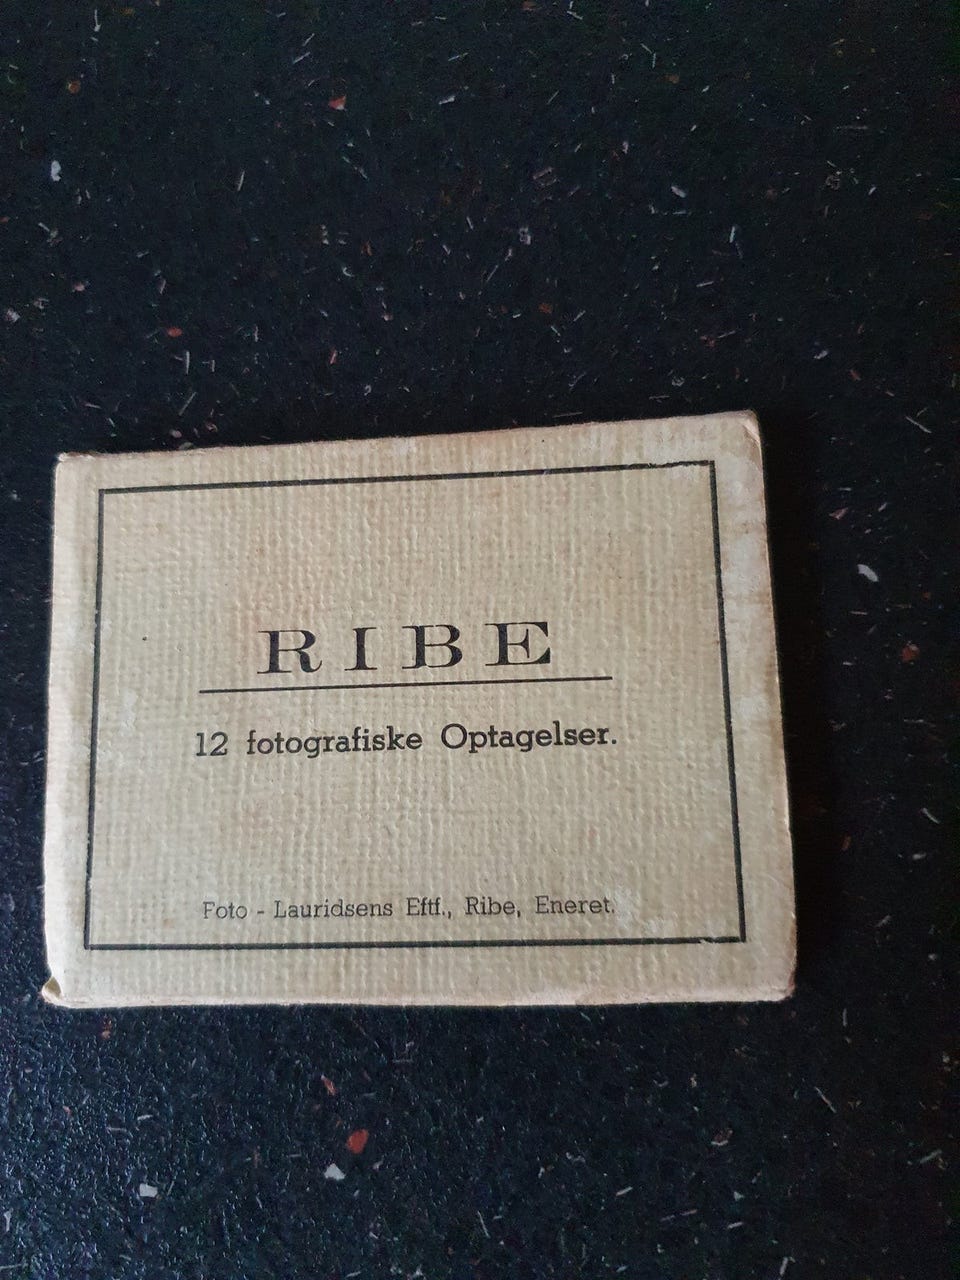 RIBE
12 fotografiske Optagelser.
Foto - Lauridsens Eftf., Ribe, Eneret.